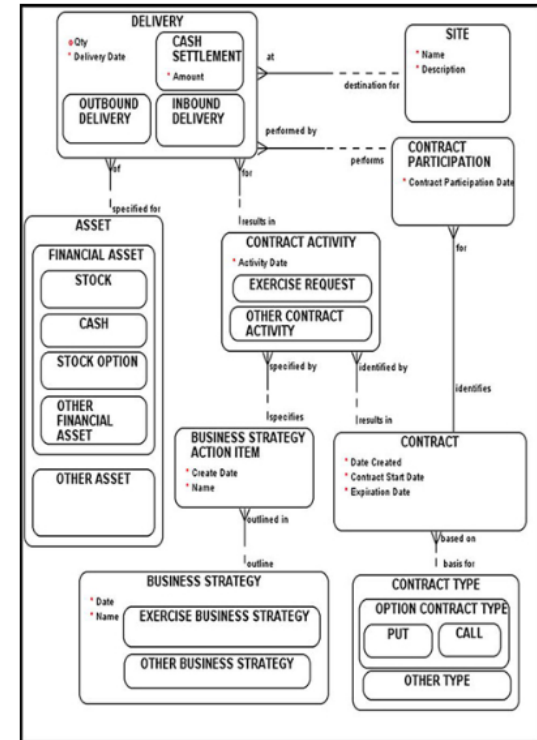 DELIVERY
* Qty
* Delivery Date
CASH
SETTLEMENT
* Amount
OUTBOUND
DELIVERY
INBOUND
DELIVERY
at
destination for
SITE
* Name
* Description
performed by
performs
CONTRACT
PARTICIPATION
* Contract Participation Date
of
specified for
for
results in
ASSET
FINANCIAL ASSET
STOCK
CASH
STOCK OPTION
OTHER
FINANCIAL
ASSET
OTHER ASSET
CONTRACT ACTIVITY
* Activity Date
EXERCISE REQUEST
OTHER CONTRACT
ACTIVITY
for
identifies
specified by
specifies
identified by
results in
BUSINESS STRATEGY
ACTION ITEM
* Create Date
* Name
CONTRACT
* Date Created
* Contract Start Date
* Expiration Date
outlined in
outline
based on
basis for
BUSINESS STRATEGY
* Date
* Name
EXERCISE BUSINESS STRATEGY
OTHER BUSINESS STRATEGY
CONTRACT TYPE
OPTION CONTRACT TYPE
PUT
CALL
OTHER TYPE